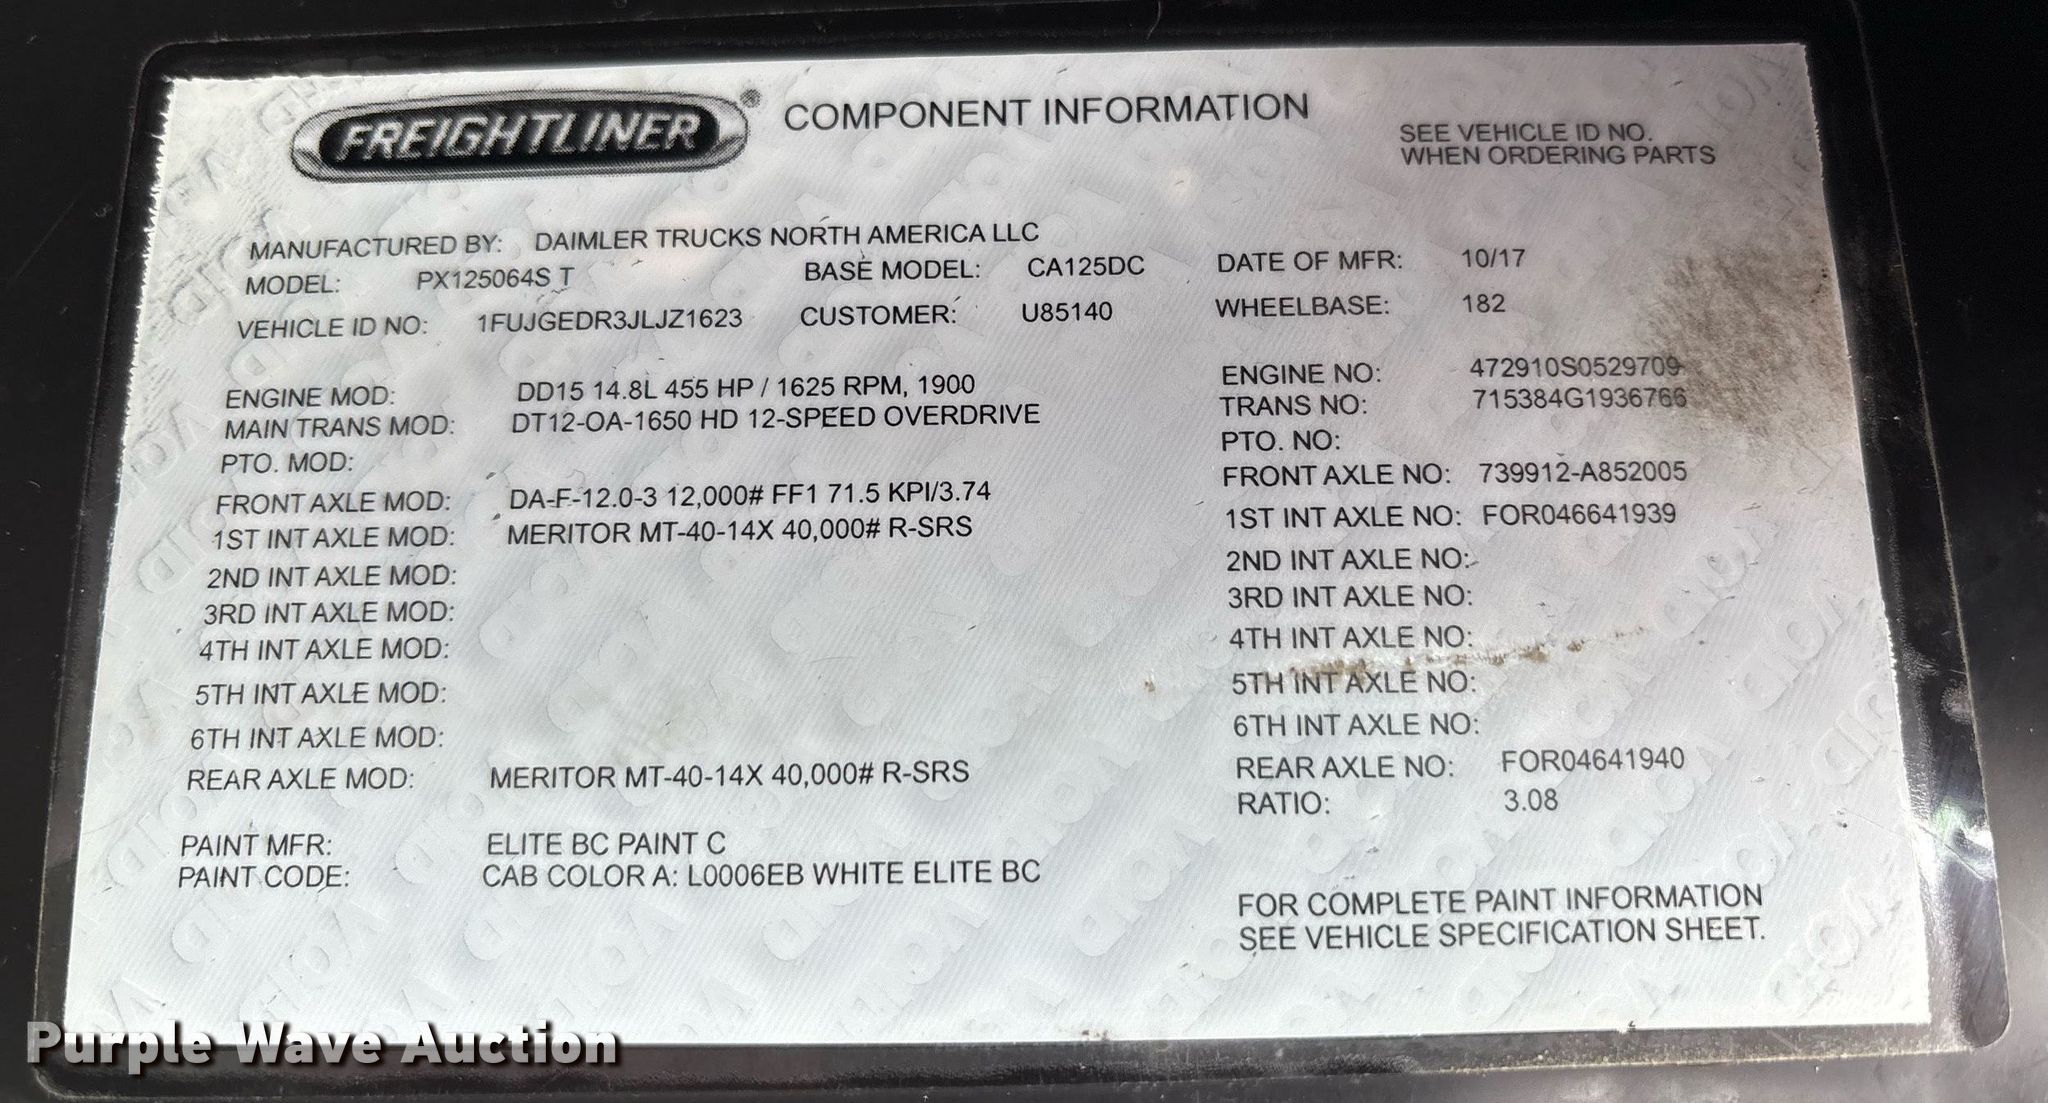 FREIGHTLINER ® COMPONENT INFORMATION
SEE VEHICLE ID NO.
WHEN ORDERING PARTS
MANUFACTURED BY: DAIMLER TRUCKS NORTH AMERICA LLC
MODEL: PX125064S T BASE MODEL: CA125DC DATE OF MFR: 10/17
VEHICLE ID NO: 1FUJGEDR3JLJZ1623 CUSTOMER: U85140 WHEELBASE: 182
ENGINE MOD: DD15 14.8L 455 HP / 1625 RPM, 1900 ENGINE NO: 472910S0529709
MAIN TRANS MOD: DT12-OA-1650 HD 12-SPEED OVERDRIVE TRANS NO: 715384G1936766
PTO. MOD: PTO. NO:
FRONT AXLE MOD: DA-F-12.0-3 12,000# FF1 71.5 KPI/3.74 FRONT AXLE NO: 739912-A852005
1ST INT AXLE MOD: MERITOR MT-40-14X 40,000# R-SRS 1ST INT AXLE NO: FOR046641939
2ND INT AXLE MOD: 2ND INT AXLE NO:
3RD INT AXLE MOD: 3RD INT AXLE NO:
4TH INT AXLE MOD: 4TH INT AXLE NO:
5TH INT AXLE MOD: 5TH INT AXLE NO:
6TH INT AXLE MOD: 6TH INT AXLE NO:
REAR AXLE MOD: MERITOR MT-40-14X 40,000# R-SRS REAR AXLE NO: FOR04641940
RATIO: 3.08
PAINT MFR: ELITE BC PAINT C
PAINT CODE: CAB COLOR A: L0006EB WHITE ELITE BC
FOR COMPLETE PAINT INFORMATION
SEE VEHICLE SPECIFICATION SHEET.
Purple Wave Auction